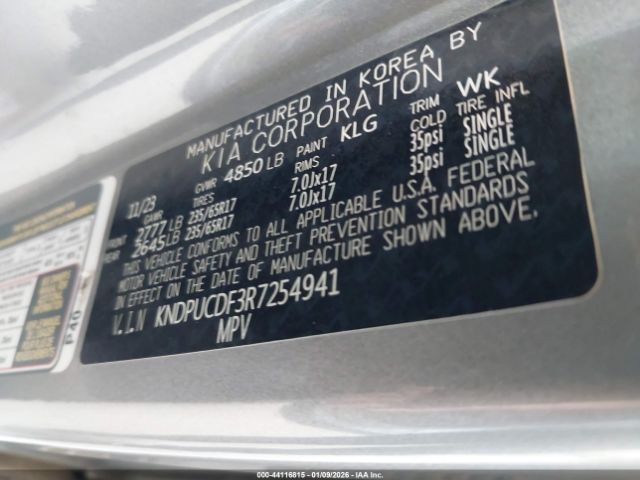 MANUFACTURED IN KOREA BY
KIA CORPORATION
11/23 GVWR 4850 LB PAINT KLG TRIM WK
GAWR TIRES RIMS COLD TIRE INFL
FRONT 2777 LB 235/65R17 7.0Jx17 35psi SINGLE
REAR 2645 LB 235/65R17 7.0Jx17 35psi SINGLE
THIS VEHICLE CONFORMS TO ALL APPLICABLE U.S.A. FEDERAL
MOTOR VEHICLE SAFETY AND THEFT PREVENTION STANDARDS
IN EFFECT ON THE DATE OF MANUFACTURE SHOWN ABOVE.
V.I.N KNDPUCDF3R7254941
MPV
P40
000-44116815 | 01/09/2026 | IAA Inc.